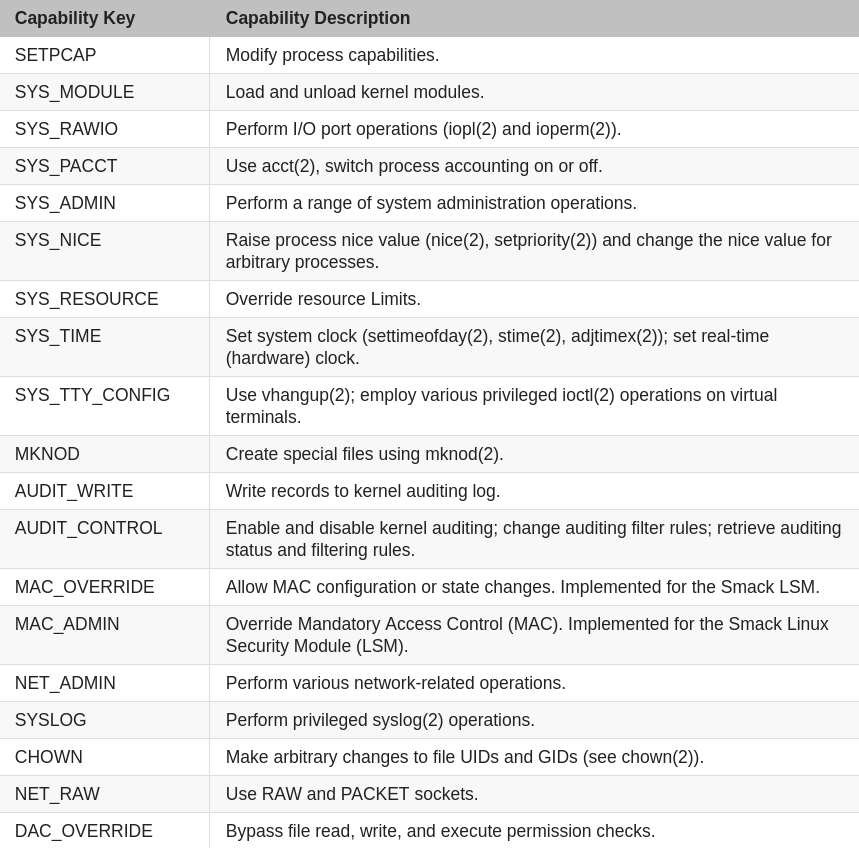 Capability Key Capability Description
SETPCAP Modify process capabilities.
SYS_MODULE Load and unload kernel modules.
SYS_RAWIO Perform I/O port operations (iopl(2) and ioperm(2)).
SYS_PACCT Use acct(2), switch process accounting on or off.
SYS_ADMIN Perform a range of system administration operations.
SYS_NICE Raise process nice value (nice(2), setpriority(2)) and change the nice value for
arbitrary processes.
SYS_RESOURCE Override resource Limits.
SYS_TIME Set system clock (settimeofday(2), stime(2), adjtimex(2)); set real-time
(hardware) clock.
SYS_TTY_CONFIG Use vhangup(2); employ various privileged ioctl(2) operations on virtual
terminals.
MKNOD Create special files using mknod(2).
AUDIT_WRITE Write records to kernel auditing log.
AUDIT_CONTROL Enable and disable kernel auditing; change auditing filter rules; retrieve auditing
status and filtering rules.
MAC_OVERRIDE Allow MAC configuration or state changes. Implemented for the Smack LSM.
MAC_ADMIN Override Mandatory Access Control (MAC). Implemented for the Smack Linux
Security Module (LSM).
NET_ADMIN Perform various network-related operations.
SYSLOG Perform privileged syslog(2) operations.
CHOWN Make arbitrary changes to file UIDs and GIDs (see chown(2)).
NET_RAW Use RAW and PACKET sockets.
DAC_OVERRIDE Bypass file read, write, and execute permission checks.